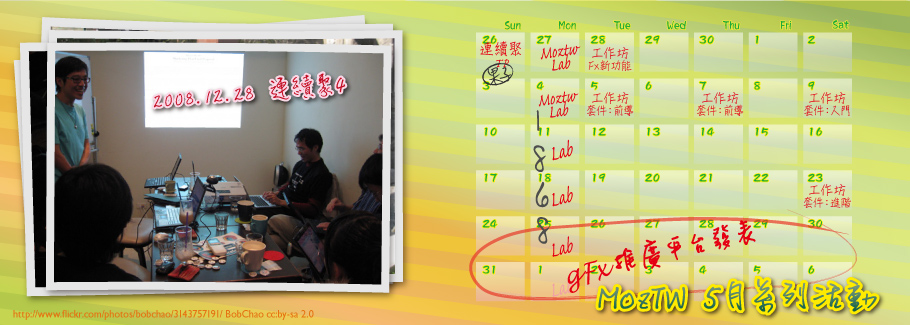 2008.12.28 連續聚4
http://www.flickr.com/photos/bobchao/3143757191/ BobChao cc:by-sa 2.0
Sun Mon Tue Wed Thu Fri Sat
26 27 28 29 30 1 2
連續聚
Moztw Lab
工作坊
Fx新功能
3 4 5 6 7 8 9
Moztw Lab
工作坊
套件:前導
工作坊
套件:前導
工作坊
套件:入門
10 11 12 13 14 15 16
Lab
17 18 19 20 21 22 23
Lab
工作坊
套件:進階
24 25 26 27 28 29 30
Lab
31 1 2 3 4 5 6
1
8
6
8
gFx推廣平台發表
MozTW 5月系列活動